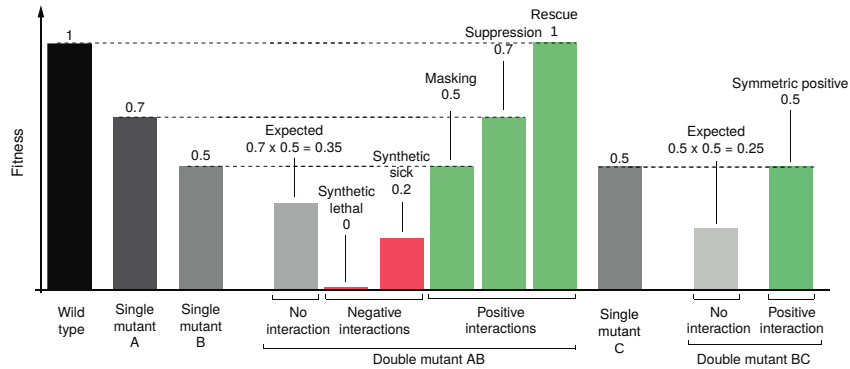 Rescue
1
Suppression
0.7
1
Masking
0.5
Symmetric positive
0.5
0.7
Expected
0.7 x 0.5 = 0.35
Expected
0.5 x 0.5 = 0.25
Fitness
0.5
Synthetic
sick
0.2
0.5
Synthetic
lethal
0
Wild
type
Single
mutant
A
Single
mutant
B
No
interaction
Negative
interactions
Positive
interactions
Single
mutant
C
No
interaction
Positive
interaction
Double mutant AB
Double mutant BC